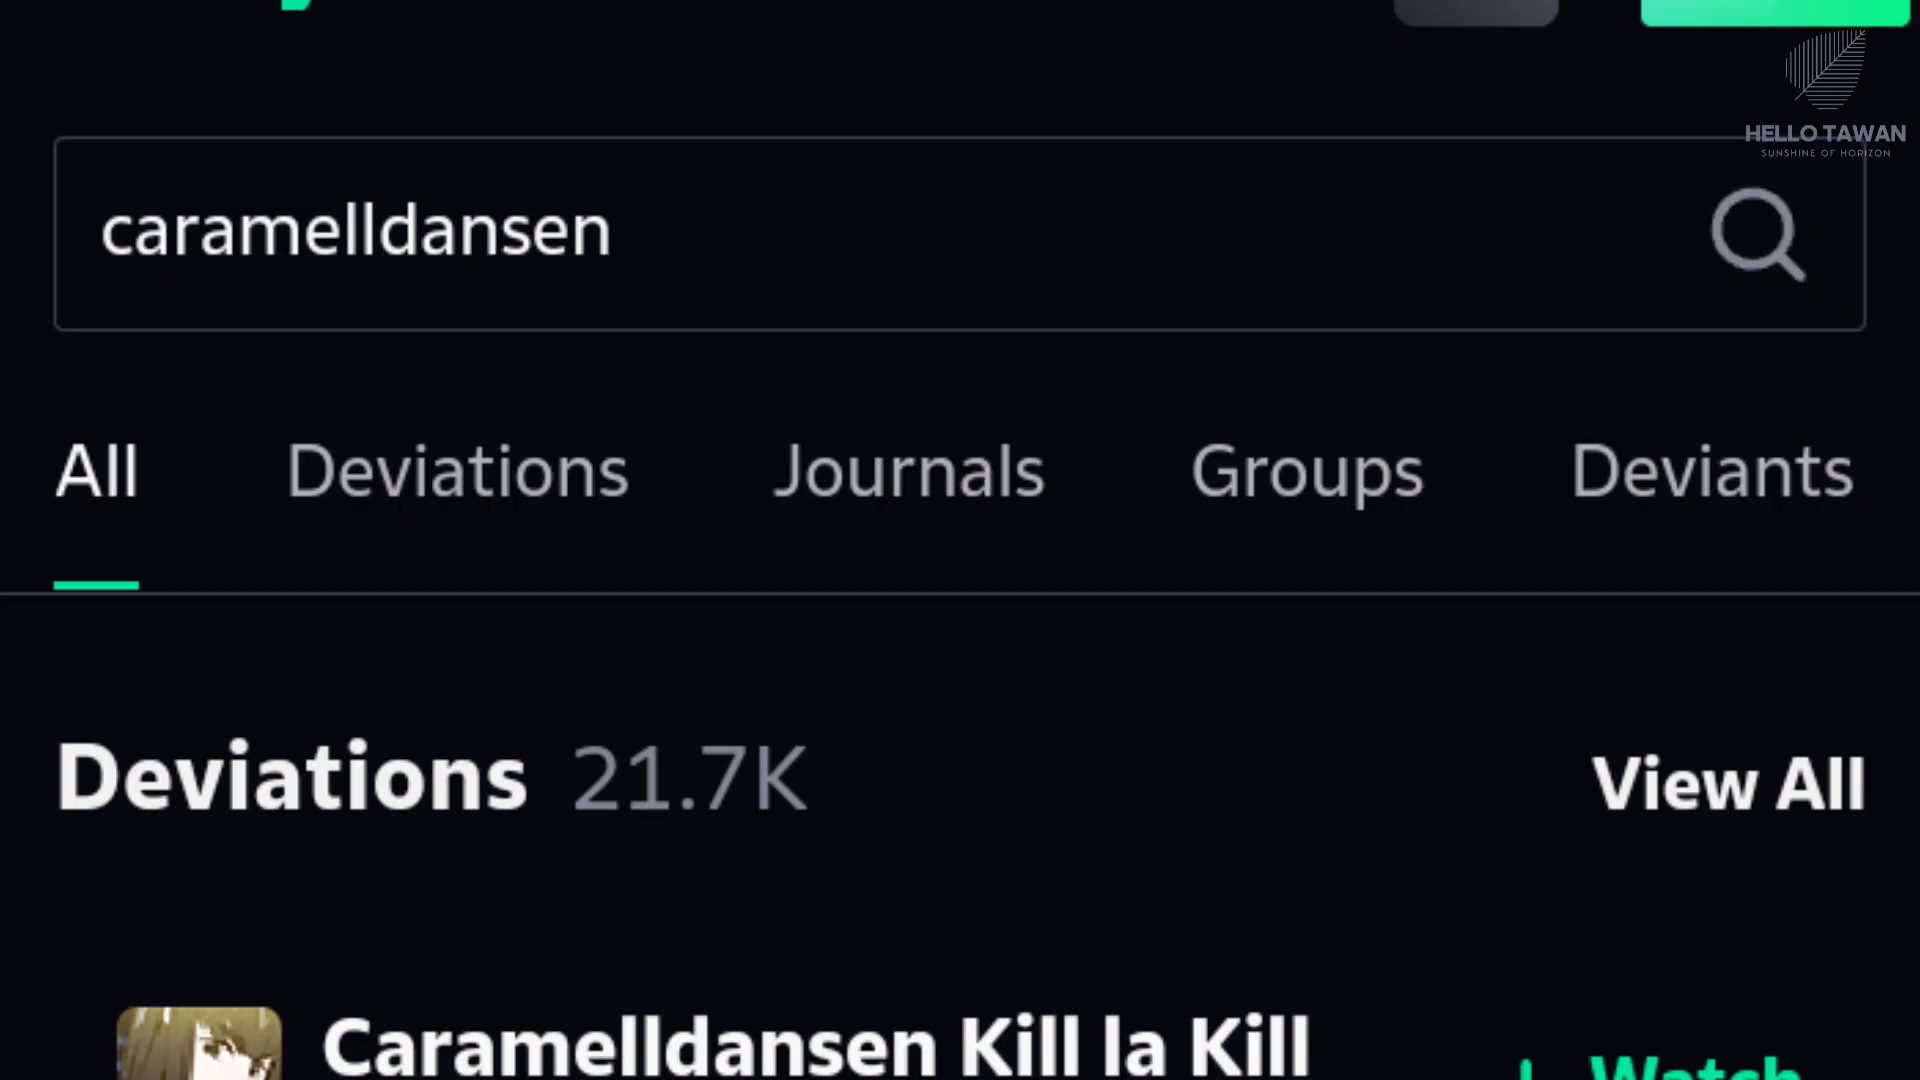 HELLO TAWAN
SUNSHINE OF HORIZON
caramelldansen
All Deviations Journals Groups Deviants
Deviations 21.7K View All
Caramelldansen Kill la Kill
Watch